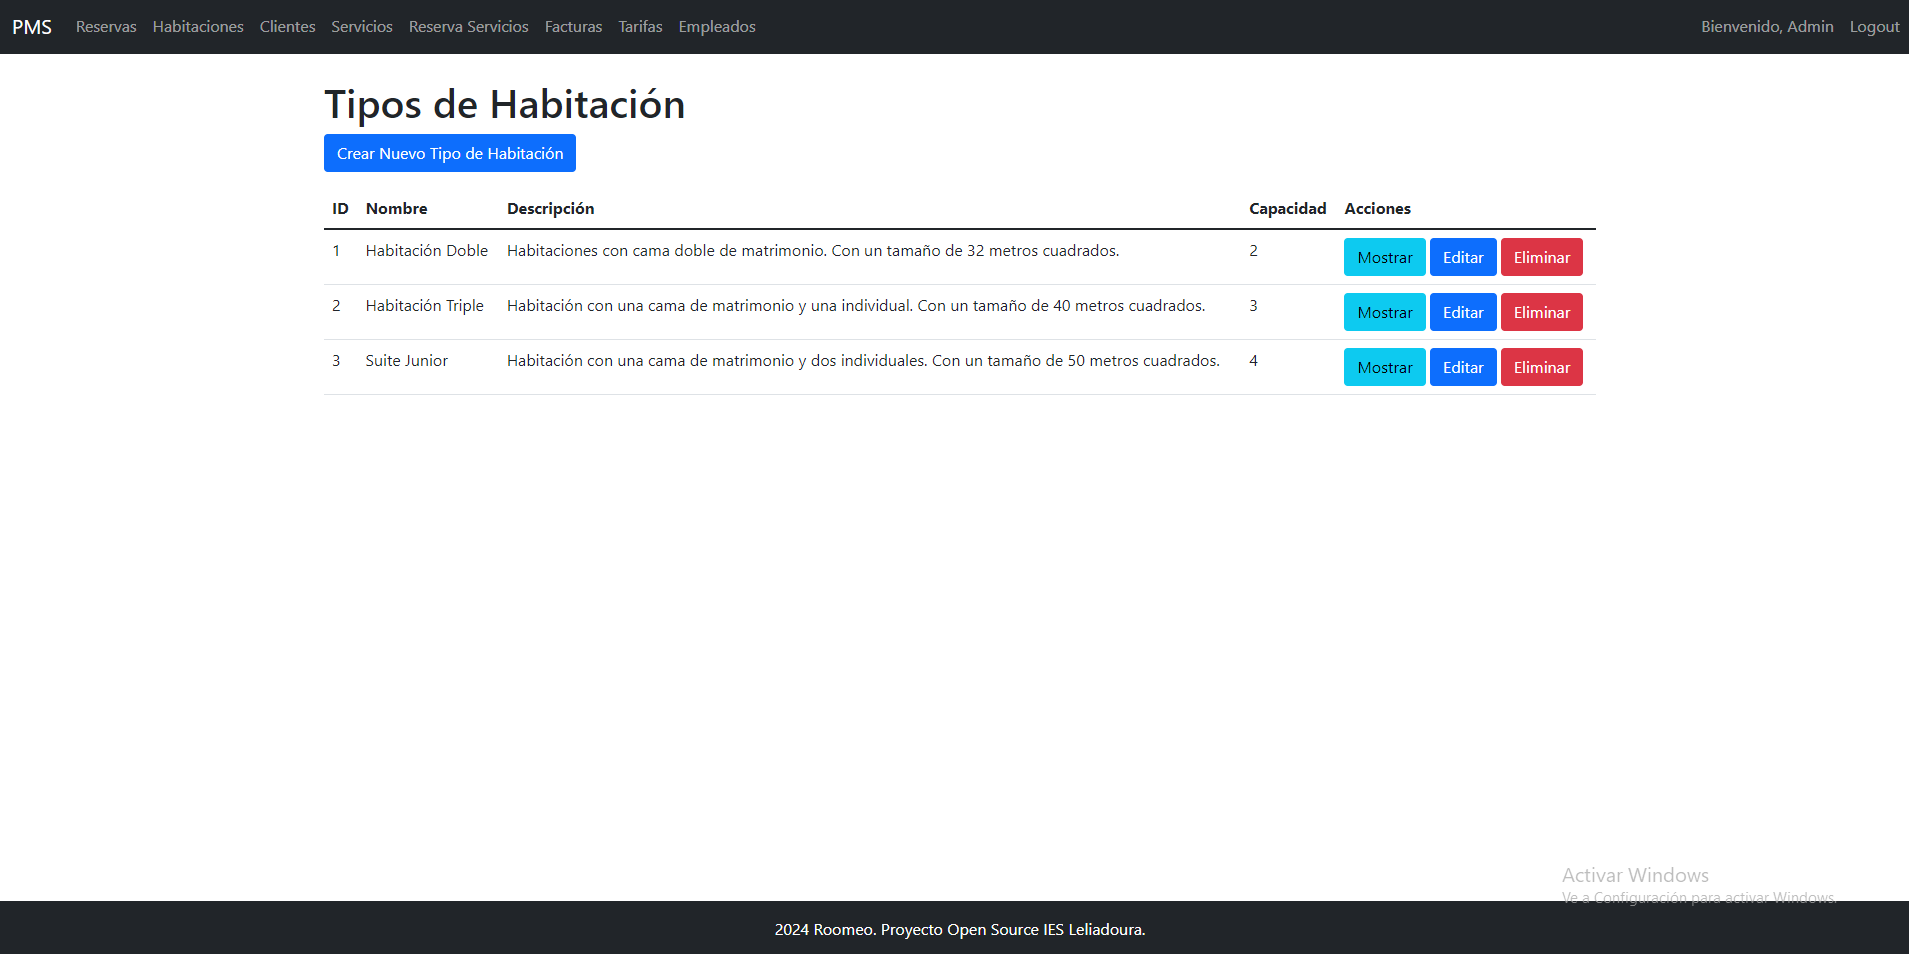 PMS Reservas Habitaciones Clientes Servicios Reserva Servicios Facturas Tarifas Empleados Bienvenido, Admin Logout
Tipos de Habitación
Crear Nuevo Tipo de Habitación
ID Nombre Descripción Capacidad Acciones
1 Habitación Doble Habitaciones con cama doble de matrimonio. Con un tamaño de 32 metros cuadrados. 2 Mostrar Editar Eliminar
2 Habitación Triple Habitación con una cama de matrimonio y una individual. Con un tamaño de 40 metros cuadrados. 3 Mostrar Editar Eliminar
3 Suite Junior Habitación con una cama de matrimonio y dos individuales. Con un tamaño de 50 metros cuadrados. 4 Mostrar Editar Eliminar
Activar Windows
Ve a Configuración para activar Windows.
2024 Roomeo. Proyecto Open Source IES Leliadoura.